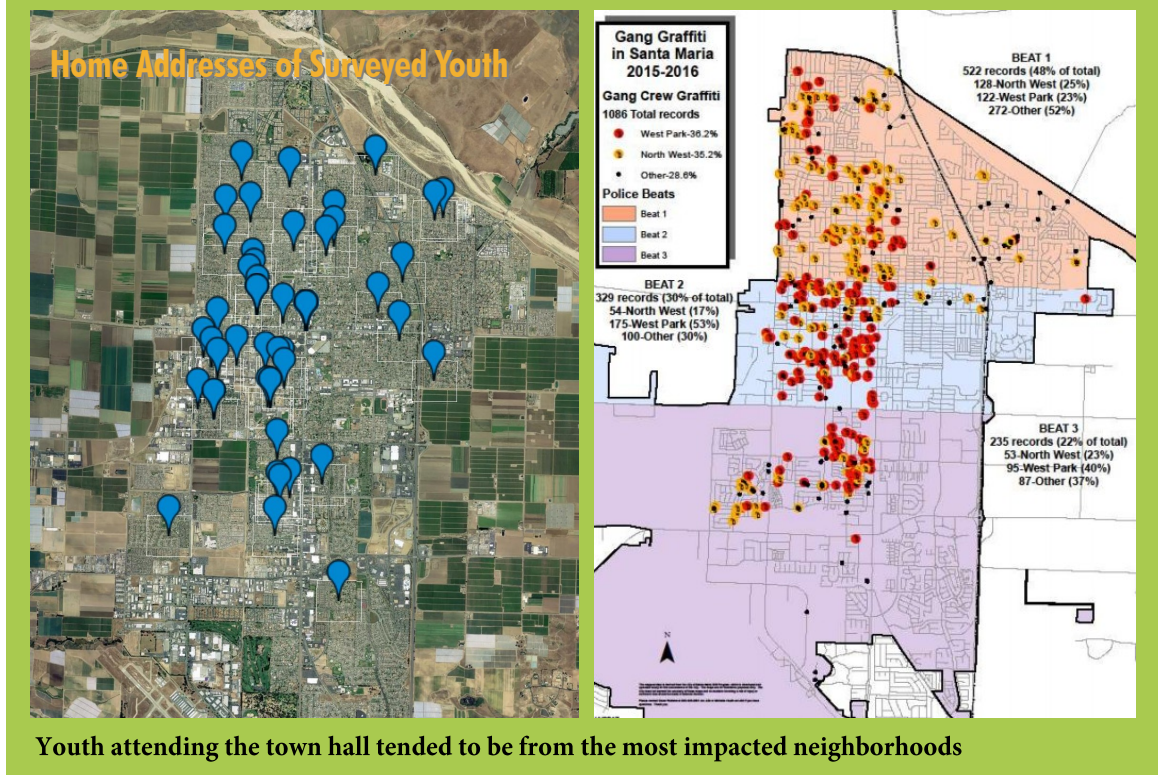 Home Addresses of Surveyed Youth
Gang Graffiti
in Santa Maria
2015-2016
Gang Crew Graffiti
1086 Total records
West Park-36.2%
North West-35.2%
Other-28.6%
Police Beats
Beat 1
Beat 2
Beat 3
BEAT 1
522 records (48% of total)
128-North West (25%)
122-West Park (23%)
272-Other (52%)
BEAT 2
329 records (30% of total)
54-North West (17%)
175-West Park (53%)
100-Other (30%)
BEAT 3
235 records (22% of total)
53-North West (23%)
95-West Park (40%)
87-Other (37%)
N
Youth attending the town hall tended to be from the most impacted neighborhoods